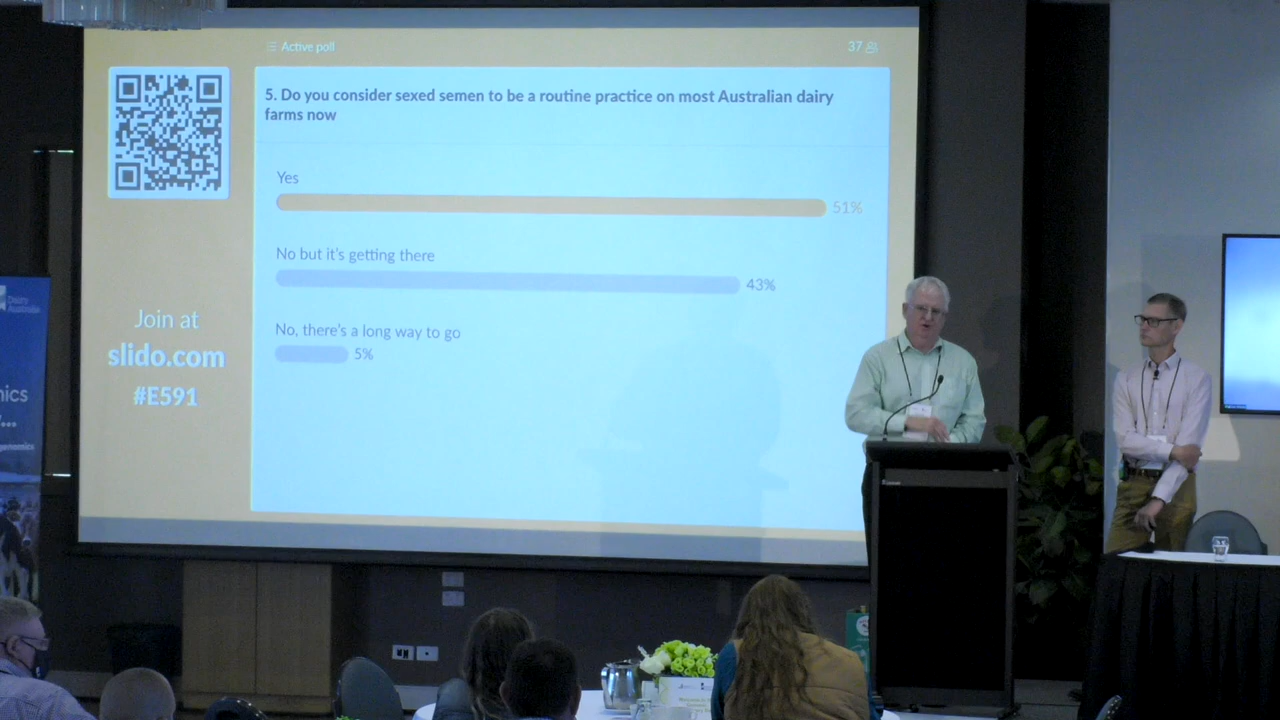 Active poll
37
5. Do you consider sexed semen to be a routine practice on most Australian dairy
farms now
Yes
51%
No but it's getting there
43%
No, there's a long way to go
5%
Join at
slido.com
#E591
Dairy
Australia